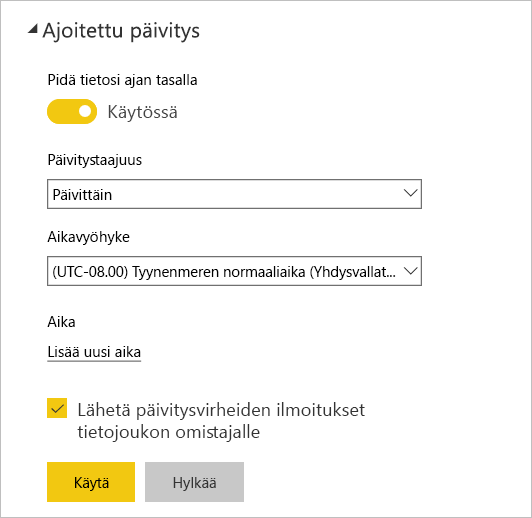 Ajoitettu päivitys
Pidä tietosi ajan tasalla
Käytössä
Päivitystaajuus
Päivittäin
Aikavyöhyke
(UTC-08.00) Tyynenmeren normaaliaika (Yhdysvallat...
Aika
Lisää uusi aika
Lähetä päivitysvirheiden ilmoitukset
tietojoukon omistajalle
Käytä
Hylkää